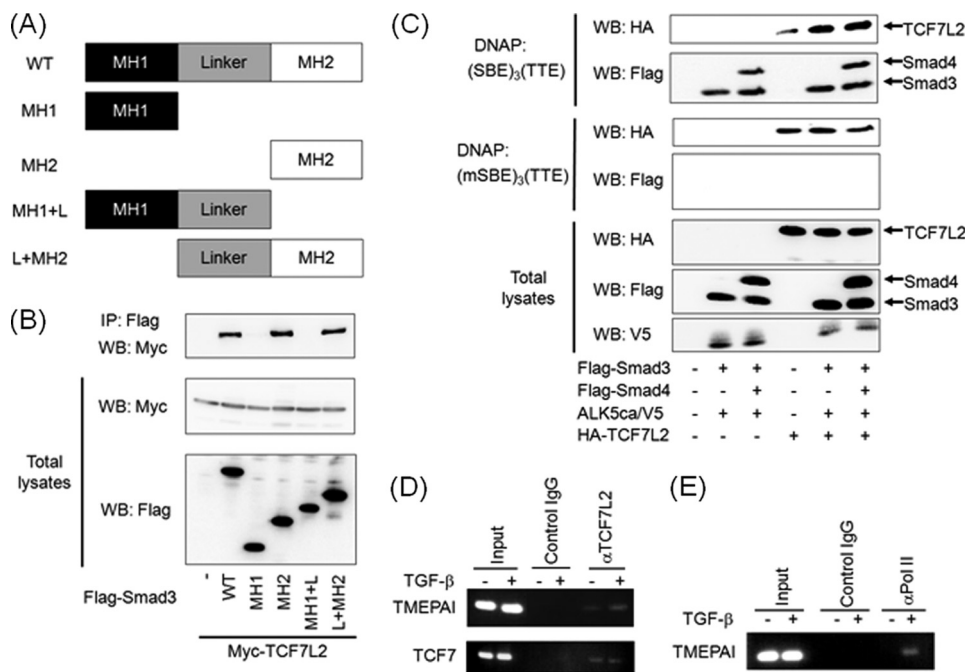 (A)
WT MH1 Linker MH2
MH1 MH1
MH2 MH2
MH1+L MH1 Linker
L+MH2 Linker MH2
(B)
IP: Flag
WB: Myc
WB: Myc
Total
lysates
WB: Flag
Flag-Smad3 - WT MH1 MH2 MH1+L L+MH2
Myc-TCF7L2
(C)
DNAP:
(SBE)3(TTE)
WB: HA TCF7L2
WB: Flag Smad4
Smad3
DNAP:
(mSBE)3(TTE)
WB: HA
WB: Flag
Total
lysates
WB: HA TCF7L2
WB: Flag Smad4
Smad3
WB: V5
Flag-Smad3 - + + - + +
Flag-Smad4 - - + - - +
ALK5ca/V5 - + + - + +
HA-TCF7L2 - - - + + +
(D)
Input Control IgG αTCF7L2
TGF-β - + - + - +
TMEPAI
TCF7
(E)
Input Control IgG αPol II
TGF-β - + - + - +
TMEPAI